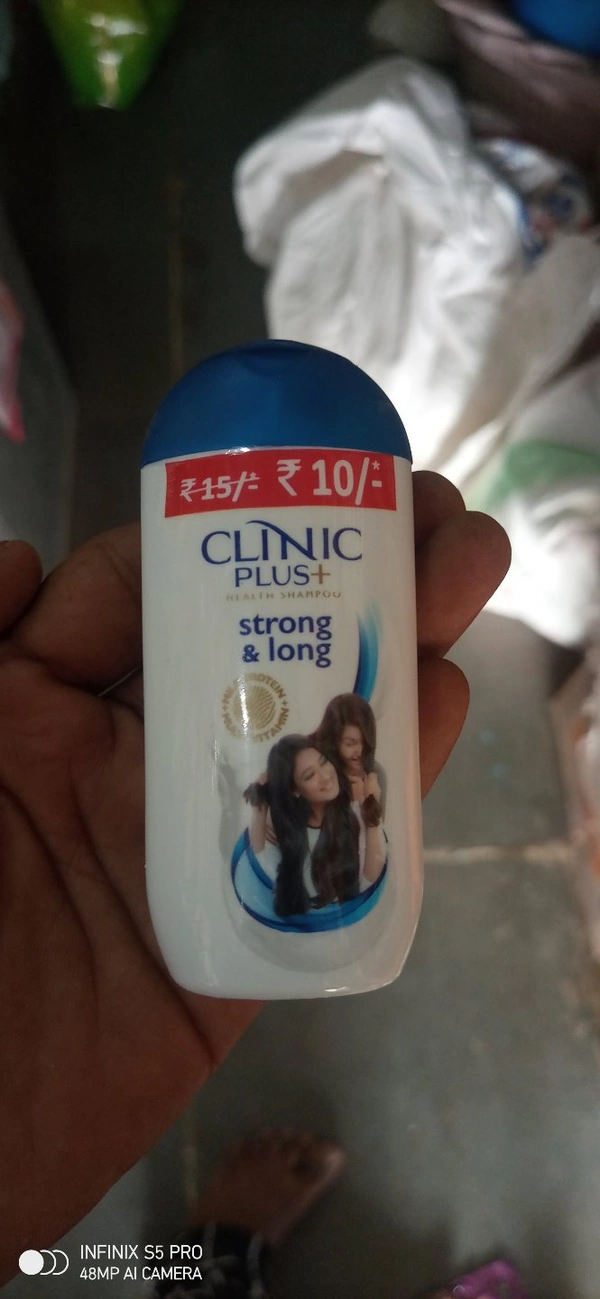 ₹ 15/-* ₹ 10/-*
CLINIC
PLUS+
HEALTH SHAMPOO
strong
& long
INFINIX S5 PRO
48MP AI CAMERA